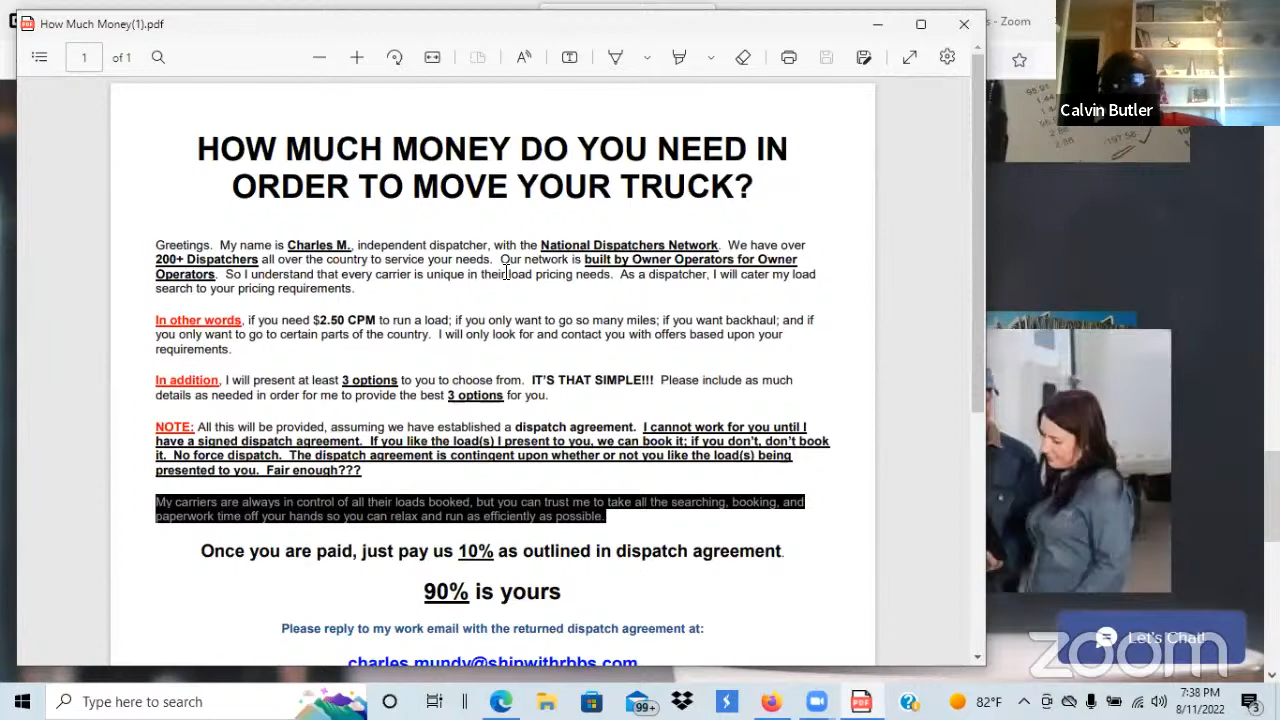 How Much Money(1).pdf
s - Zoom
1 of 1
Calvin Butler
HOW MUCH MONEY DO YOU NEED IN
ORDER TO MOVE YOUR TRUCK?
Greetings. My name is Charles M., independent dispatcher, with the National Dispatchers Network. We have over
200+ Dispatchers all over the country to service your needs. Our network is built by Owner Operators for Owner
Operators. So I understand that every carrier is unique in their load pricing needs. As a dispatcher, I will cater my load
search to your pricing requirements.
In other words, if you need $2.50 CPM to run a load; if you only want to go so many miles; if you want backhaul; and if
you only want to go to certain parts of the country. I will only look for and contact you with offers based upon your
requirements.
In addition, I will present at least 3 options to you to choose from. IT'S THAT SIMPLE!!! Please include as much
details as needed in order for me to provide the best 3 options for you.
NOTE: All this will be provided, assuming we have established a dispatch agreement. I cannot work for you until I
have a signed dispatch agreement. If you like the load(s) I present to you, we can book it; if you don't, don't book
it. No force dispatch. The dispatch agreement is contingent upon whether or not you like the load(s) being
presented to you. Fair enough???
My carriers are always in control of all their loads booked, but you can trust me to take all the searching, booking, and
paperwork time off your hands so you can relax and run as efficiently as possible.
Once you are paid, just pay us 10% as outlined in dispatch agreement.
90% is yours
Please reply to my work email with the returned dispatch agreement at:
charles.mundy@shipwithrbbs.com
Let's Chat!
zoom
Type here to search
99+
82°F
7:38 PM
8/11/2022
3